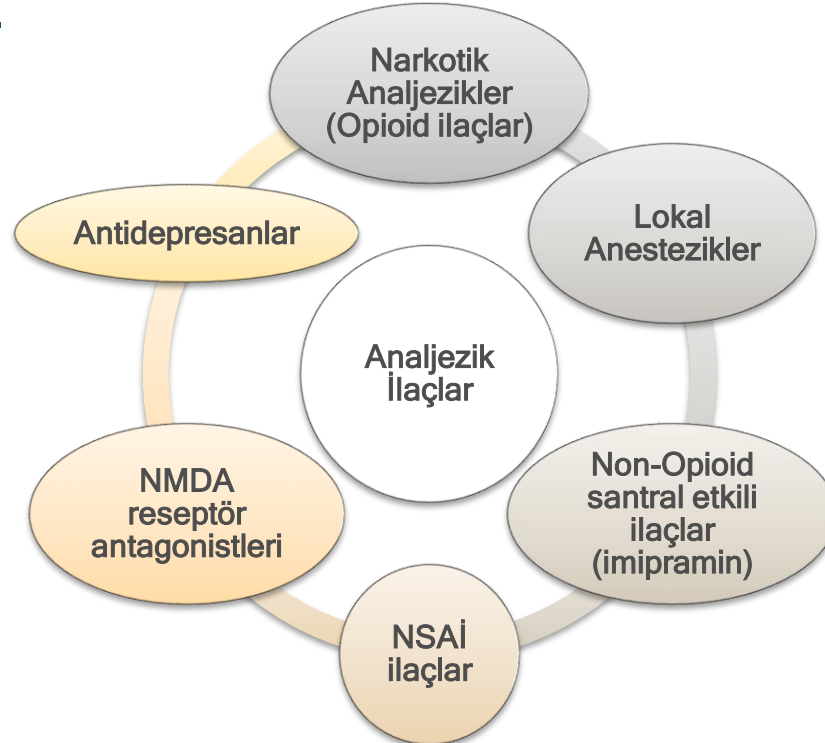 Narkotik
Analjezikler
(Opioid ilaçlar)
Lokal
Anestezikler
Non-Opioid
santral etkili
ilaçlar
(imipramin)
NSAİ
ilaçlar
NMDA
reseptör
antagonistleri
Antidepresanlar
Analjezik
İlaçlar